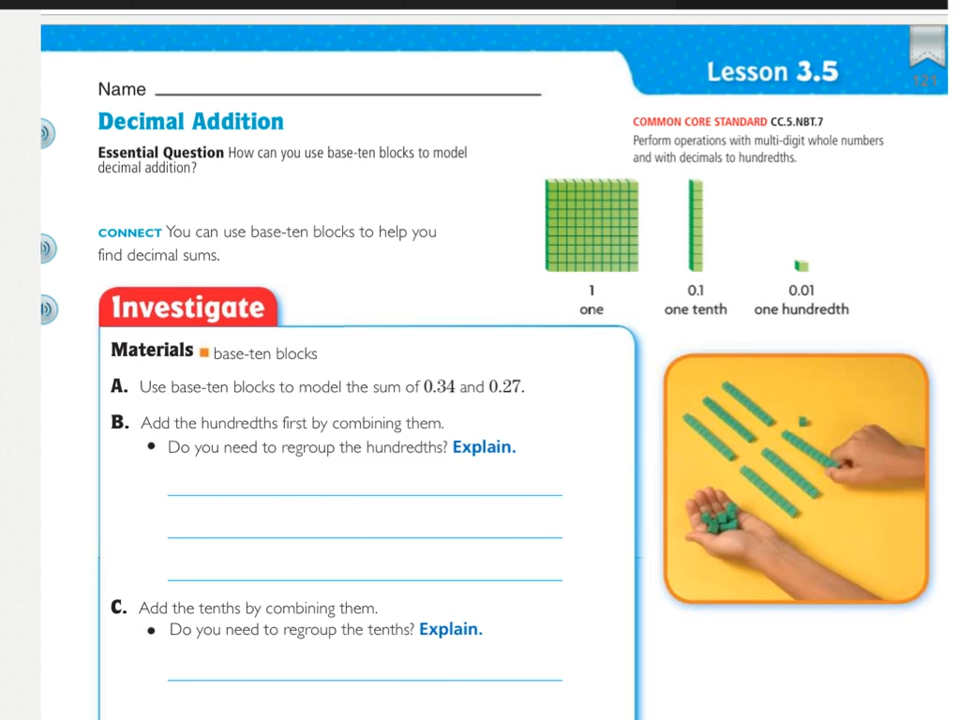 Lesson 3.5
121
Name
Decimal Addition
COMMON CORE STANDARD CC.5.NBT.7
Perform operations with multi-digit whole numbers
and with decimals to hundredths.
Essential Question How can you use base-ten blocks to model
decimal addition?
CONNECT You can use base-ten blocks to help you
find decimal sums.
1
one
0.1
one tenth
0.01
one hundredth
Investigate
Materials base-ten blocks
A. Use base-ten blocks to model the sum of 0.34 and 0.27.
B. Add the hundredths first by combining them.
• Do you need to regroup the hundredths? Explain.
C. Add the tenths by combining them.
• Do you need to regroup the tenths? Explain.